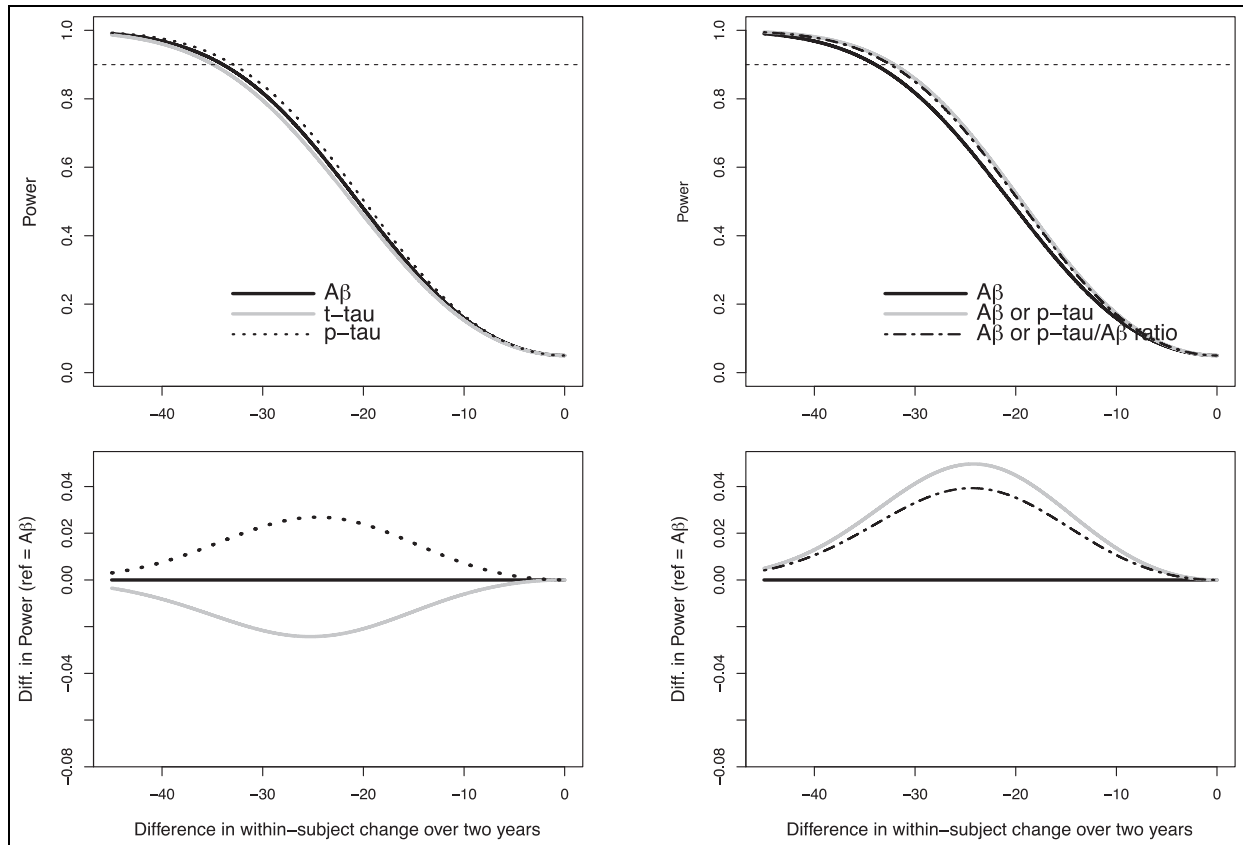 1.0
0.8
0.6
0.4
0.2
0.0
Power
Aβ
t−tau
p−tau
−40 −30 −20 −10 0
1.0
0.8
0.6
0.4
0.2
0.0
Power
Aβ
Aβ or p−tau
Aβ or p−tau/Aβ ratio
−40 −30 −20 −10 0
0.04
0.02
0.00
−0.04
−0.08
Diff. in Power (ref = Aβ)
−40 −30 −20 −10 0
Difference in within−subject change over two years
0.04
0.02
0.00
−0.04
−0.08
Diff. in Power (ref = Aβ)
−40 −30 −20 −10 0
Difference in within−subject change over two years